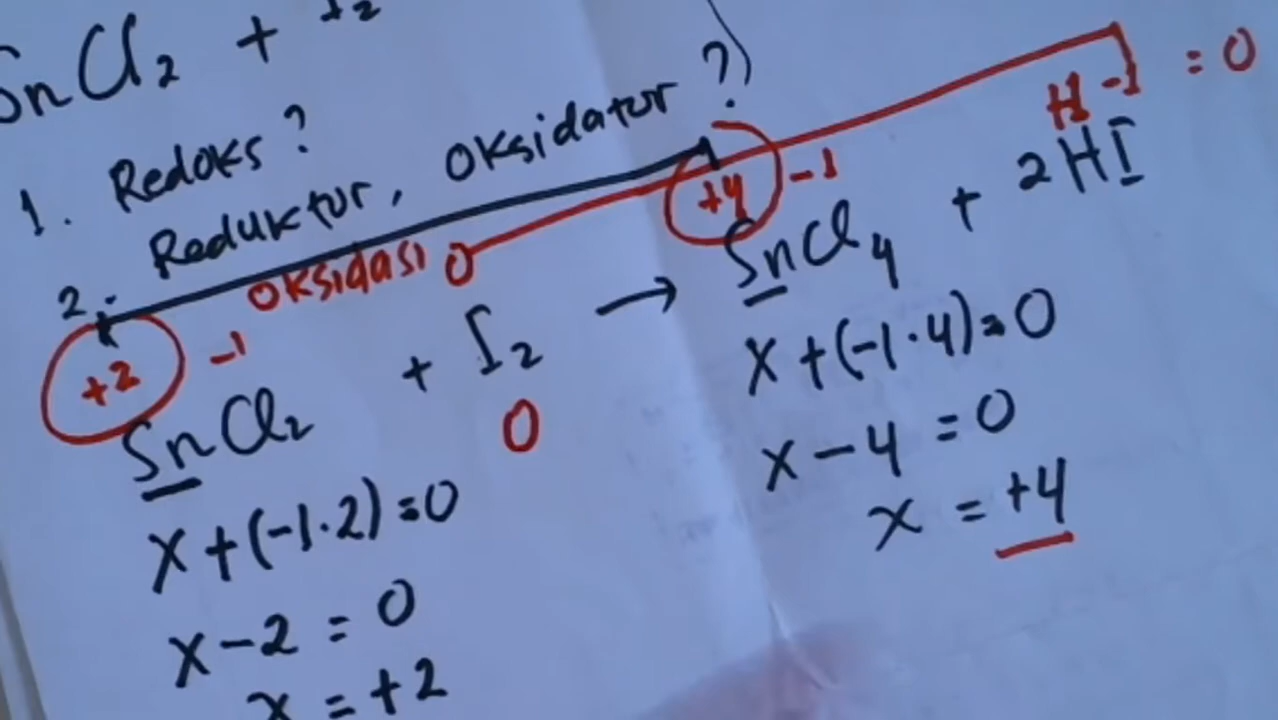 SnCl₂ + I₂
1. Redoks?
2. Reduktor, Oksidator?)
oksidasi 0
+4 -1 H -1 = 0
+2 -1
SnCl₂ + I₂ → SnCl₄ + 2HI
0
x+(-1·2)=0
x-2 = 0
x = +2
x+(-1·4)=0
x-4 = 0
x = +4